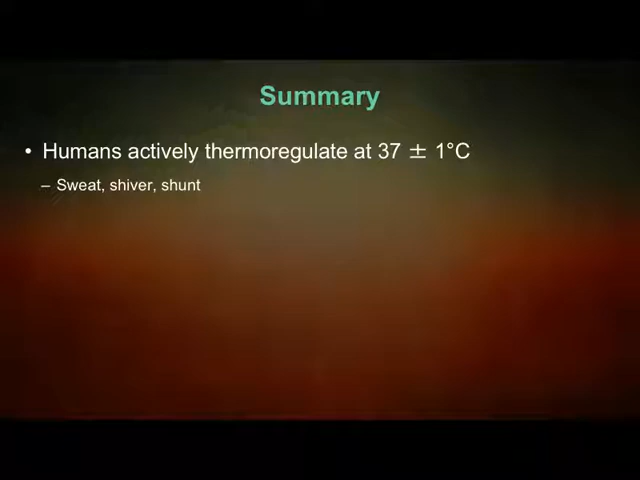 Summary
• Humans actively thermoregulate at 37 ± 1°C
– Sweat, shiver, shunt